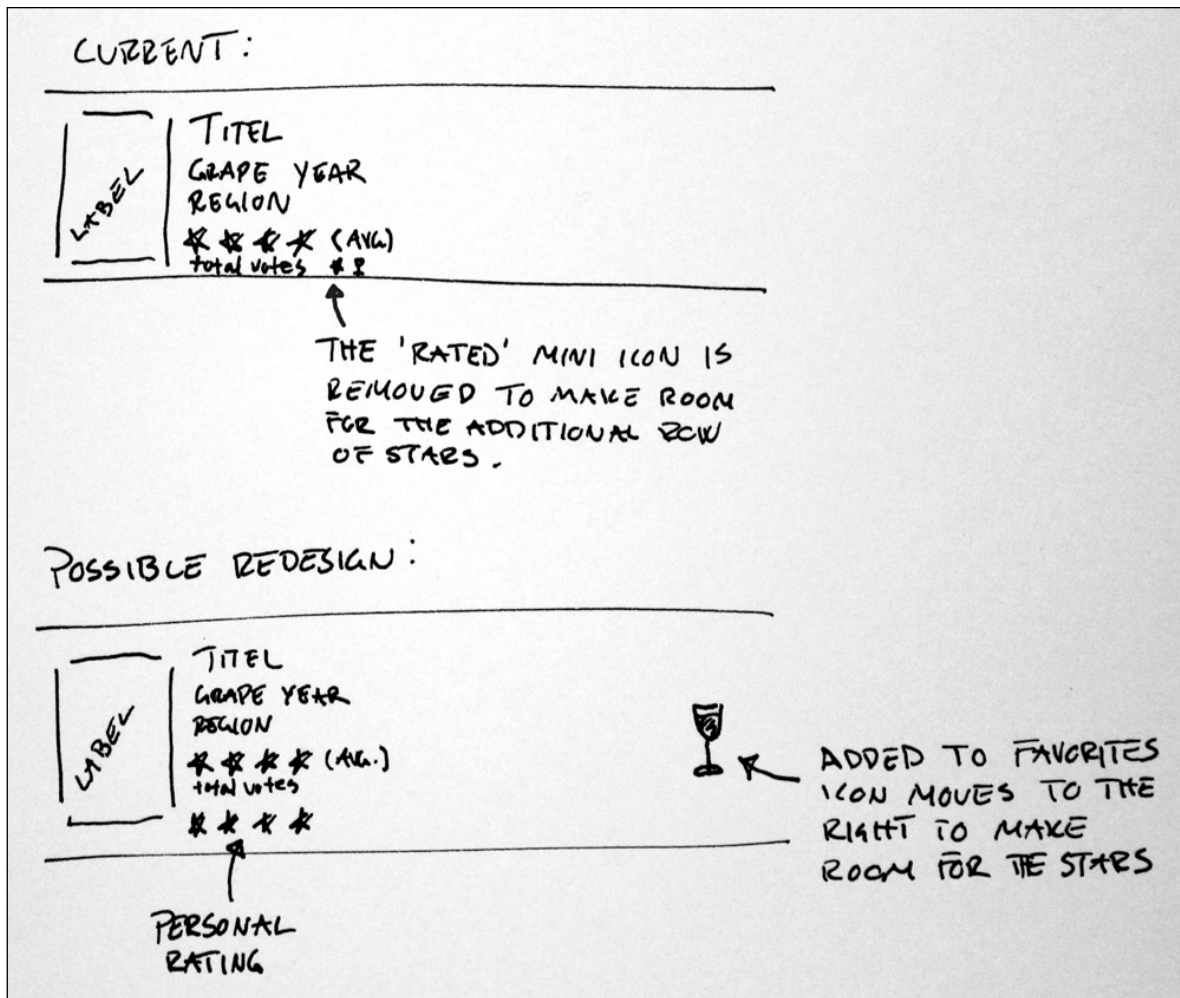 CURRENT:
LABEL
TITEL
GRAPE YEAR
REGION
(AVG.)
total votes
THE 'RATED' MINI ICON IS
REMOVED TO MAKE ROOM
FOR THE ADDITIONAL ROW
OF STARS.
POSSIBLE REDESIGN:
LABEL
TITEL
GRAPE YEAR
REGION
(AVG.)
total votes
PERSONAL
RATING
ADDED TO FAVORITES
ICON MOVES TO THE
RIGHT TO MAKE
ROOM FOR THE STARS